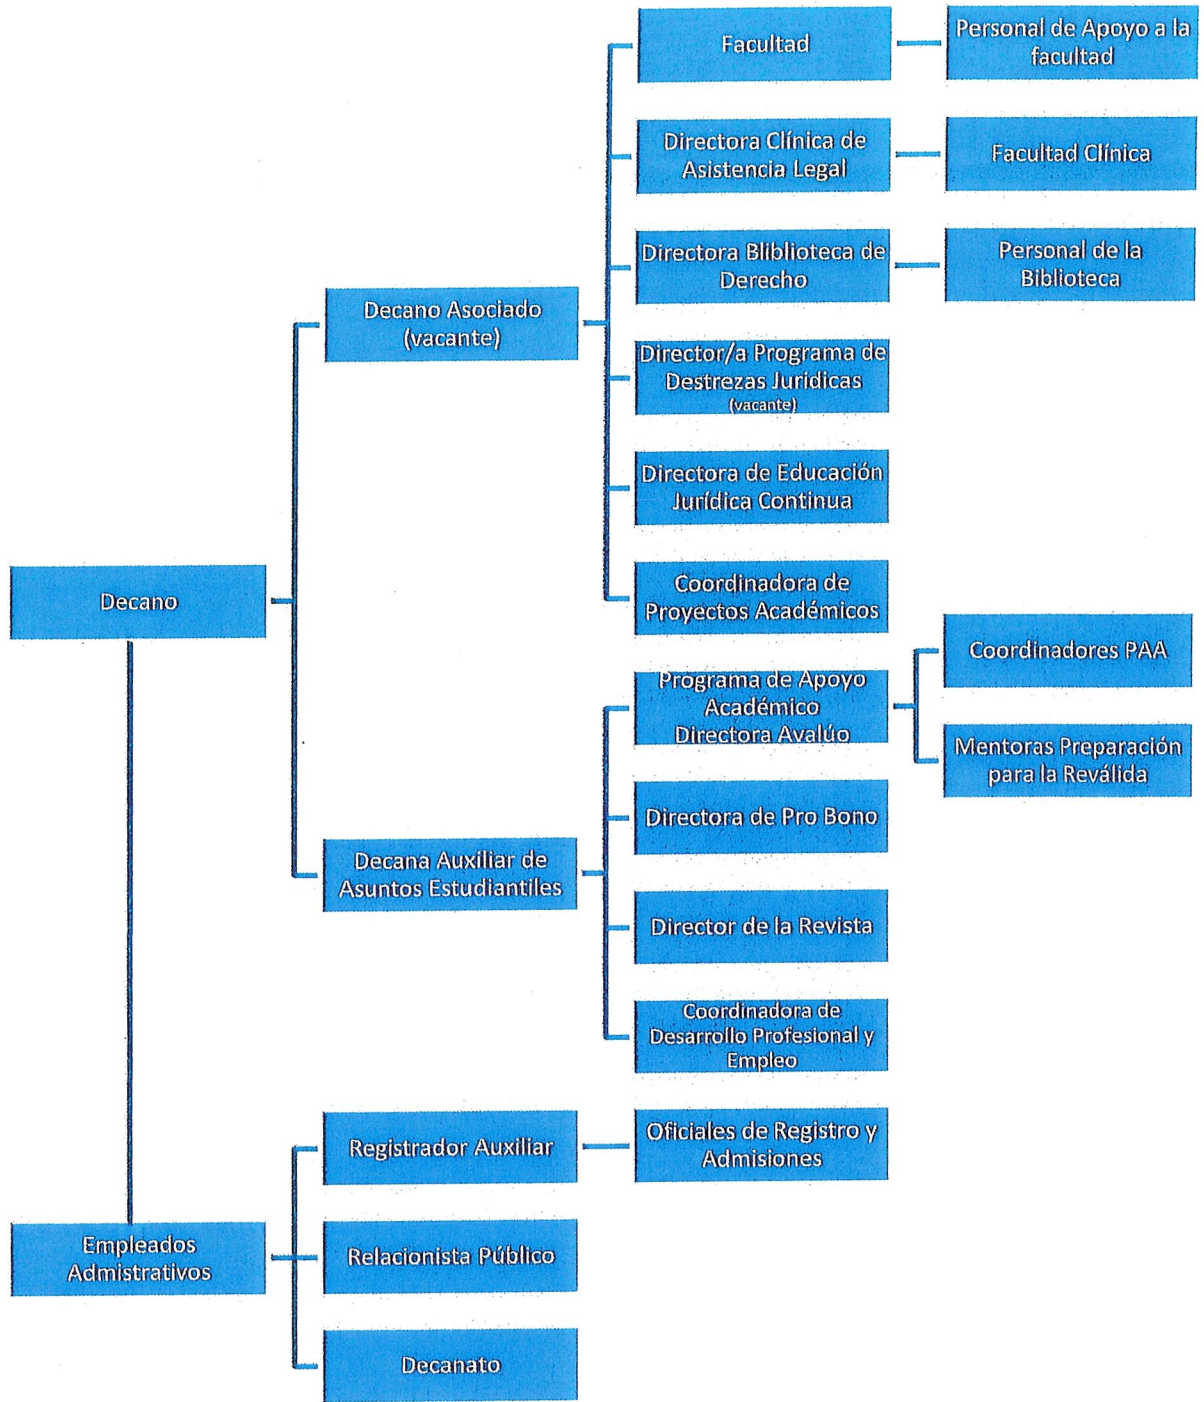 Facultad
Personal de Apoyo a la
facultad
Directora Clínica de
Asistencia Legal
Facultad Clínica
Directora Bliblioteca de
Derecho
Personal de la
Biblioteca
Decano Asociado
(vacante)
Director/a Programa de
Destrezas Jurídicas
(vacante)
Directora de Educación
Jurídica Continua
Decano
Coordinadora de
Proyectos Académicos
Programa de Apoyo
Académico
Directora Avalúo
Coordinadores PAA
Mentoras Preparación
para la Reválida
Directora de Pro Bono
Decana Auxiliar de
Asuntos Estudiantiles
Director de la Revista
Coordinadora de
Desarrollo Profesional y
Empleo
Registrador Auxiliar
Oficiales de Registro y
Admisiones
Empleados
Admistrativos
Relacionista Público
Decanato